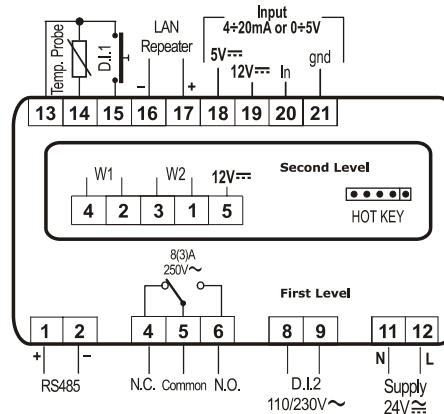 Temp. Probe
D.I.1
LAN
Repeater
− +
Input
4÷20mA or 0÷5V
5V⎓ 12V⎓ In gnd
13 14 15 16 17 18 19 20 21
Second Level
W1 W2 12V⎓
4 2 3 1 5
HOT KEY
8(3)A
250V~
First Level
1 2 4 5 6 8 9 11 12
+ − N L
RS485 N.C. Common N.O. D.I.2 Supply
110/230V~ 24V≂